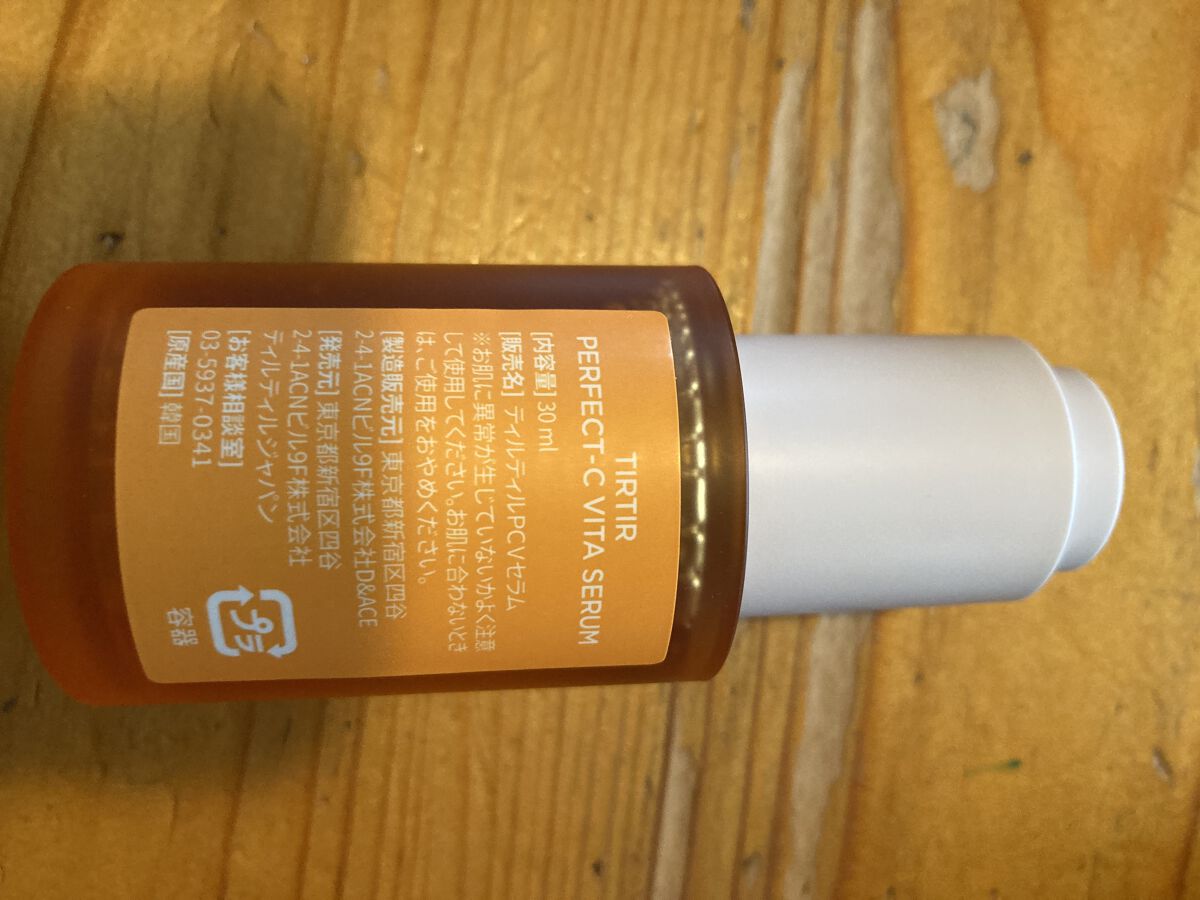 TIRTIR
PERFECT-C VITA SERUM
[内容量] 30 ml
[販売名] ティルティルPCVセラム
※お肌に異常が生じていないかよく注意
して使用してください。お肌に合わないとき
は、ご使用をおやめください。
[製造販売元] 東京都新宿区四谷
2-4-1ACNビル9F株式会社D&ACE
[発売元] 東京都新宿区四谷
2-4-1ACNビル9F株式会社
ティルティルジャパン
[お客様相談室]
03-5937-0341
[原産国] 韓国
プラ
容器